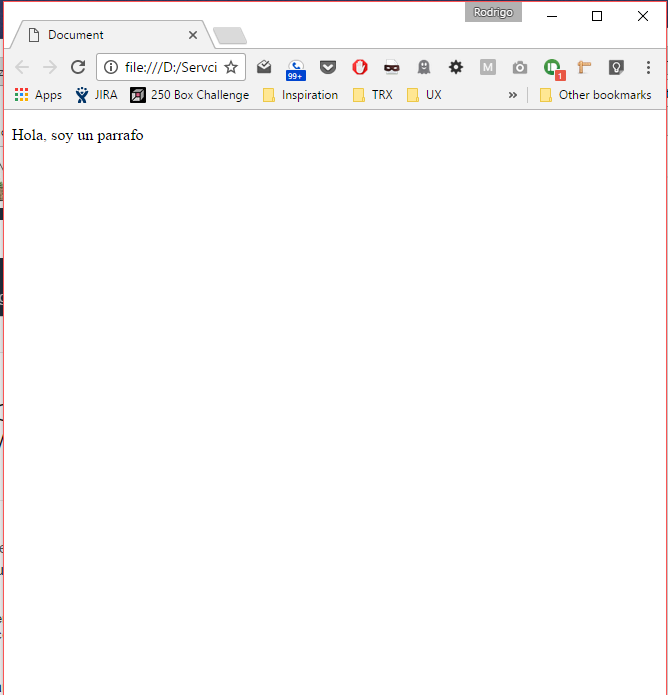 Rodrigo
Document
file:///D:/Servci
99+
M
1
Apps JIRA 250 Box Challenge Inspiration TRX UX » Other bookmarks
Hola, soy un parrafo